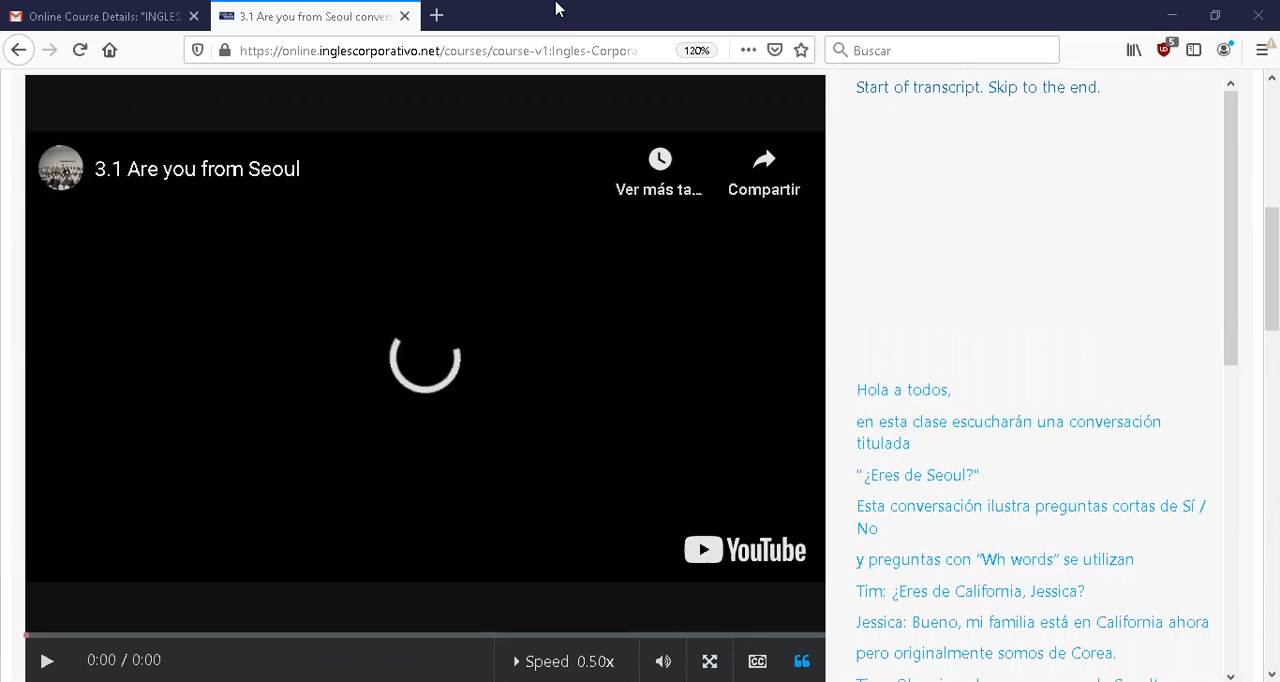 Online Course Details: "INGLES
3.1 Are you from Seoul convers
https://online.inglescorporativo.net/courses/course-v1:Ingles-Corpora
120%
Buscar
5
3.1 Are you from Seoul
Ver más ta...
Compartir
YouTube
0:00 / 0:00
Speed 0.50x
CC
Start of transcript. Skip to the end.
Hola a todos,
en esta clase escucharán una conversación
titulada
"¿Eres de Seoul?"
Esta conversación ilustra preguntas cortas de Sí /
No
y preguntas con “Wh words” se utilizan
Tim: ¿Eres de California, Jessica?
Jessica: Bueno, mi familia está en California ahora
pero originalmente somos de Corea.